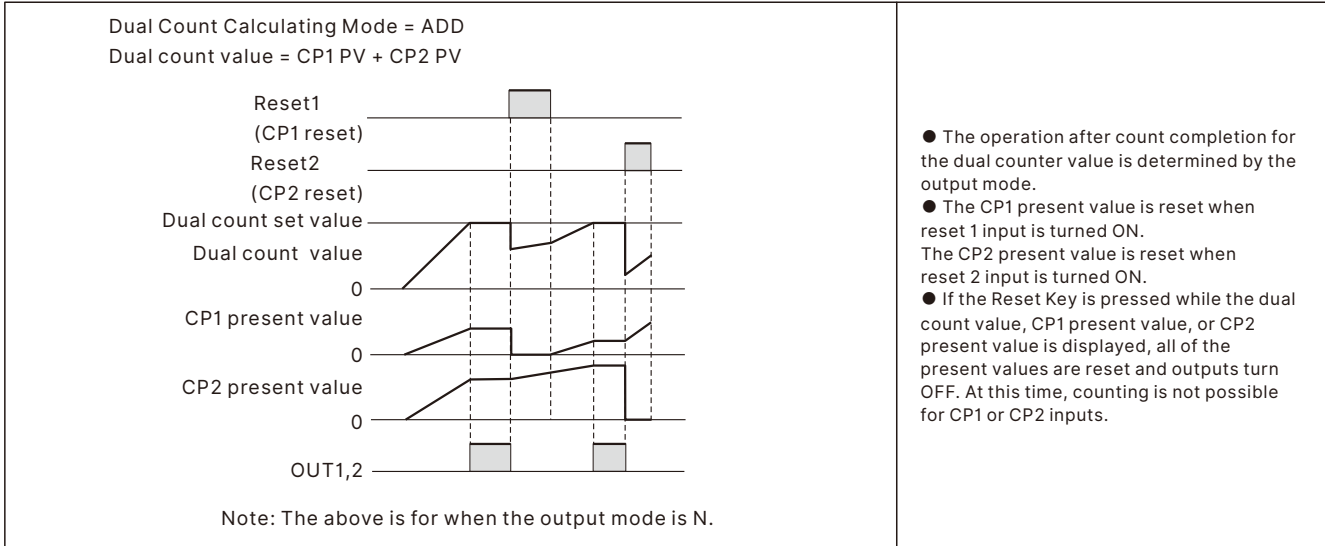 Dual Count Calculating Mode = ADD
Dual count value = CP1 PV + CP2 PV
Reset1
(CP1 reset)
Reset2
(CP2 reset)
Dual count set value
Dual count value
0
CP1 present value
0
CP2 present value
0
OUT1,2
Note: The above is for when the output mode is N.
● The operation after count completion for
the dual counter value is determined by the
output mode.
● The CP1 present value is reset when
reset 1 input is turned ON.
The CP2 present value is reset when
reset 2 input is turned ON.
● If the Reset Key is pressed while the dual
count value, CP1 present value, or CP2
present value is displayed, all of the
present values are reset and outputs turn
OFF. At this time, counting is not possible
for CP1 or CP2 inputs.